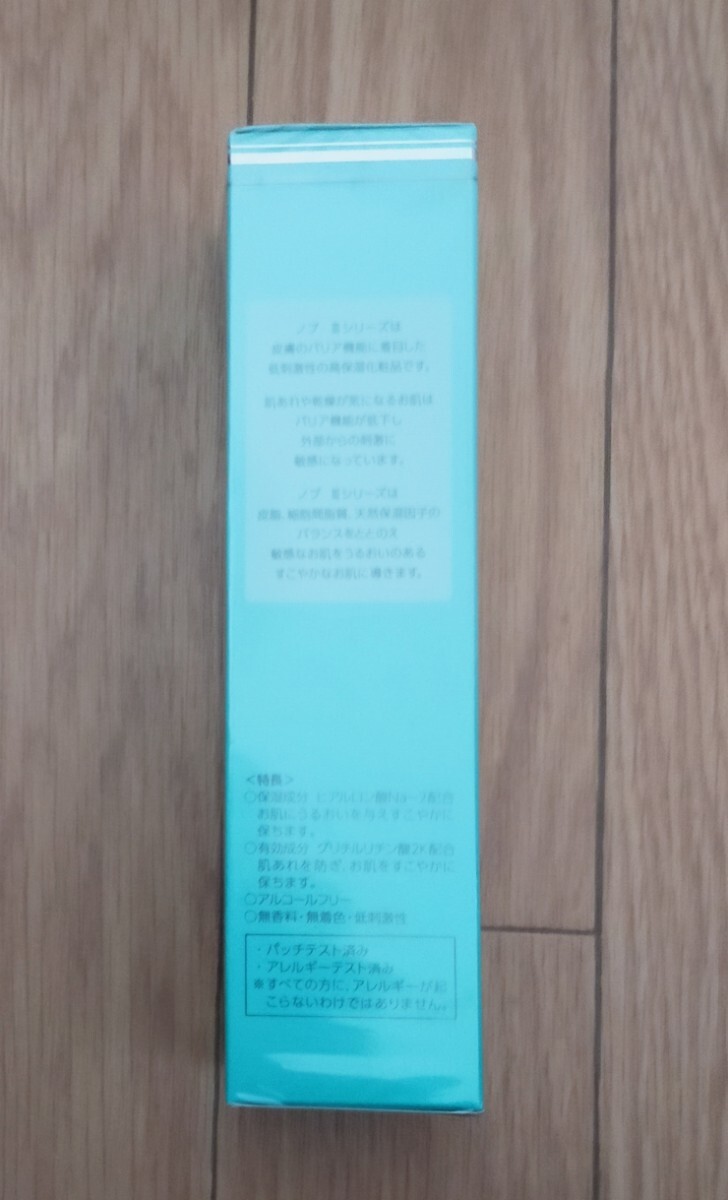 ノブ Ⅲシリーズは
皮膚のバリア機能に着目した
低刺激性の高保湿化粧品です。
肌あれや乾燥が気になるお肌は
バリア機能が低下し
外部からの刺激に
敏感になっています。
ノブ Ⅲシリーズは
皮脂、細胞間脂質、天然保湿因子の
バランスをととのえ
敏感なお肌をうるおいのある
すこやかなお肌に導きます。
＜特長＞
○保湿成分 ヒアルロン酸Na-2配合
お肌にうるおいを与えすこやかに
保ちます。
○有効成分 グリチルリチン酸2K配合
肌あれを防ぎ、お肌をすこやかに
保ちます。
○アルコールフリー
○無香料・無着色・低刺激性
・パッチテスト済み
・アレルギーテスト済み
※すべての方に、アレルギーが起
こらないわけではありません。